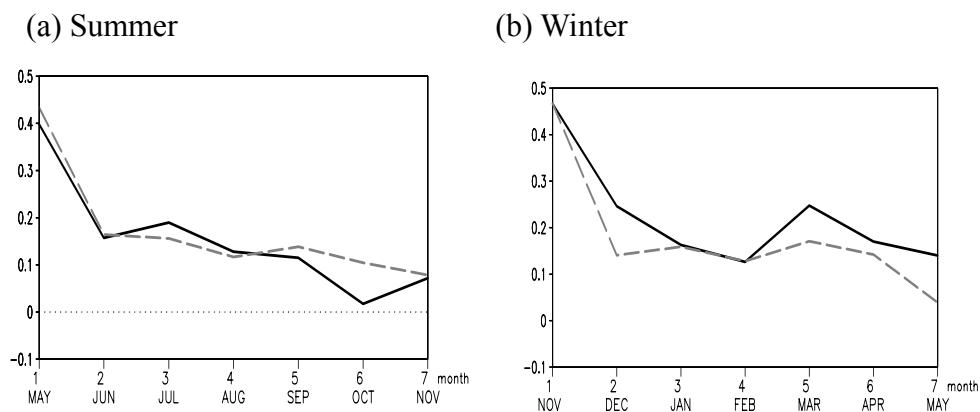 (a) Summer
(b) Winter
0.5
0.4
0.3
0.2
0.1
0
-0.1
1 2 3 4 5 6 7 month
MAY JUN JUL AUG SEP OCT NOV
0.5
0.4
0.3
0.2
0.1
0
-0.1
1 2 3 4 5 6 7 month
NOV DEC JAN FEB MAR APR MAY